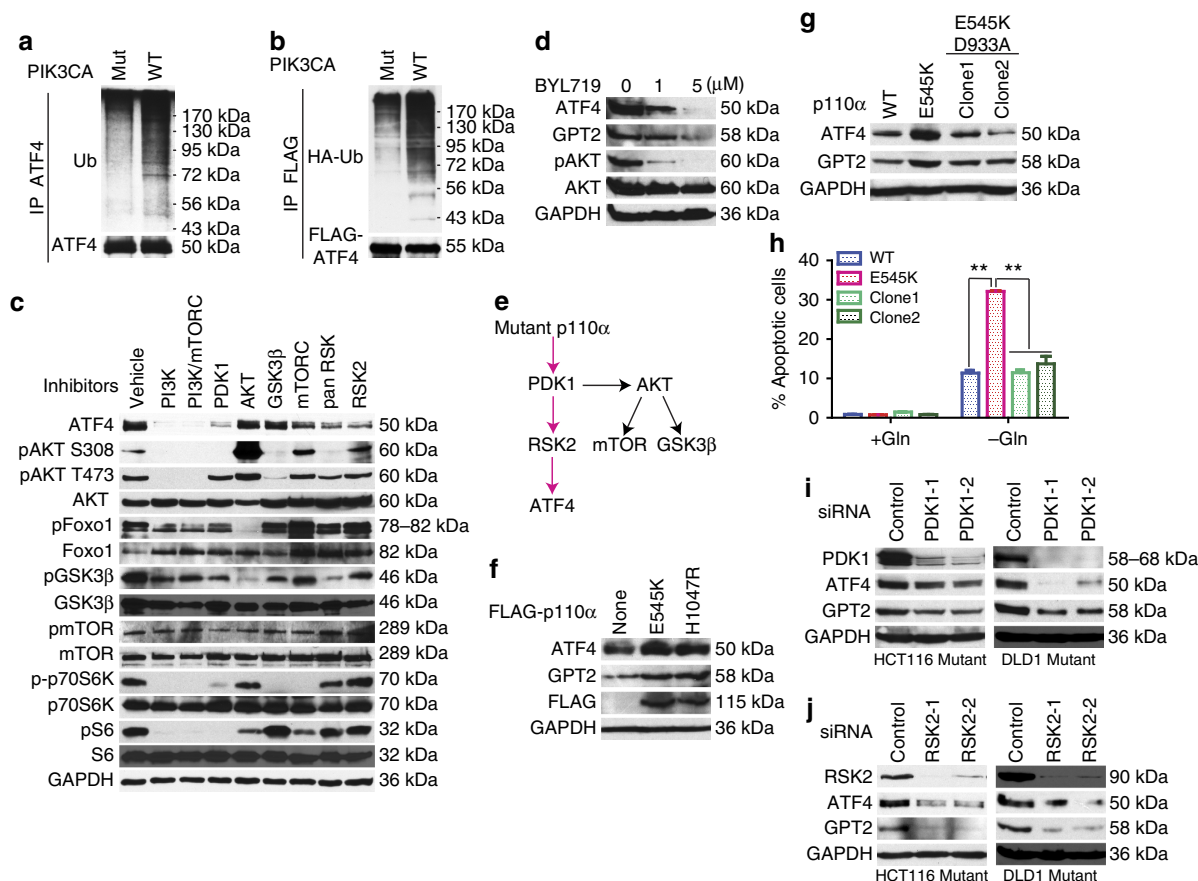 a
PIK3CA
Mut
WT
IP ATF4
Ub
170 kDa
130 kDa
95 kDa
72 kDa
56 kDa
43 kDa
ATF4
50 kDa
b
PIK3CA
Mut
WT
IP FLAG
HA-Ub
170 kDa
130 kDa
95 kDa
72 kDa
56 kDa
43 kDa
FLAG-
ATF4
55 kDa
c
Inhibitors
Vehicle
PI3K
PI3K/mTORC
PDK1
AKT
GSK3β
mTORC
pan RSK
RSK2
ATF4 50 kDa
pAKT S308 60 kDa
pAKT T473 60 kDa
AKT 60 kDa
pFoxo1 78–82 kDa
Foxo1 82 kDa
pGSK3β 46 kDa
GSK3β 46 kDa
pmTOR 289 kDa
mTOR 289 kDa
p-p70S6K 70 kDa
p70S6K 70 kDa
pS6 32 kDa
S6 32 kDa
GAPDH 36 kDa
d
BYL719 0 1 5 (μM)
ATF4 50 kDa
GPT2 58 kDa
pAKT 60 kDa
AKT 60 kDa
GAPDH 36 kDa
e
Mutant p110α
PDK1 AKT
RSK2 mTOR GSK3β
ATF4
f
FLAG-p110α
None
E545K
H1047R
ATF4 50 kDa
GPT2 58 kDa
FLAG 115 kDa
GAPDH 36 kDa
g
E545K
D933A
p110α
WT
E545K
Clone1
Clone2
ATF4 50 kDa
GPT2 58 kDa
GAPDH 36 kDa
h
% Apoptotic cells
40
30
20
10
0
WT
E545K
Clone1
Clone2
** **
+Gln –Gln
i
siRNA
Control
PDK1-1
PDK1-2
Control
PDK1-1
PDK1-2
PDK1 58–68 kDa
ATF4 50 kDa
GPT2 58 kDa
GAPDH 36 kDa
HCT116 Mutant DLD1 Mutant
j
siRNA
Control
RSK2-1
RSK2-2
Control
RSK2-1
RSK2-2
RSK2 90 kDa
ATF4 50 kDa
GPT2 58 kDa
GAPDH 36 kDa
HCT116 Mutant DLD1 Mutant